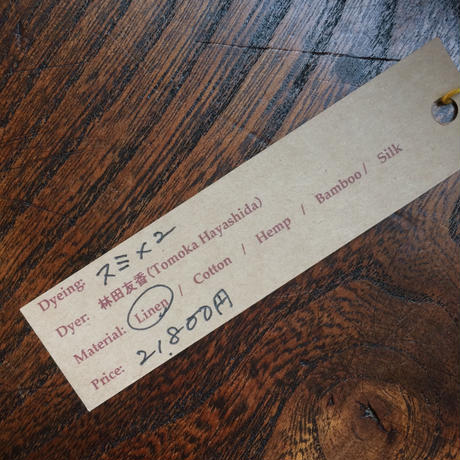 Dyeing: スミ×2
Dyer: 林田友香(Tomoka Hayashida)
Material: Linen / Cotton / Hemp / Bamboo / Silk
Price: 21.800円